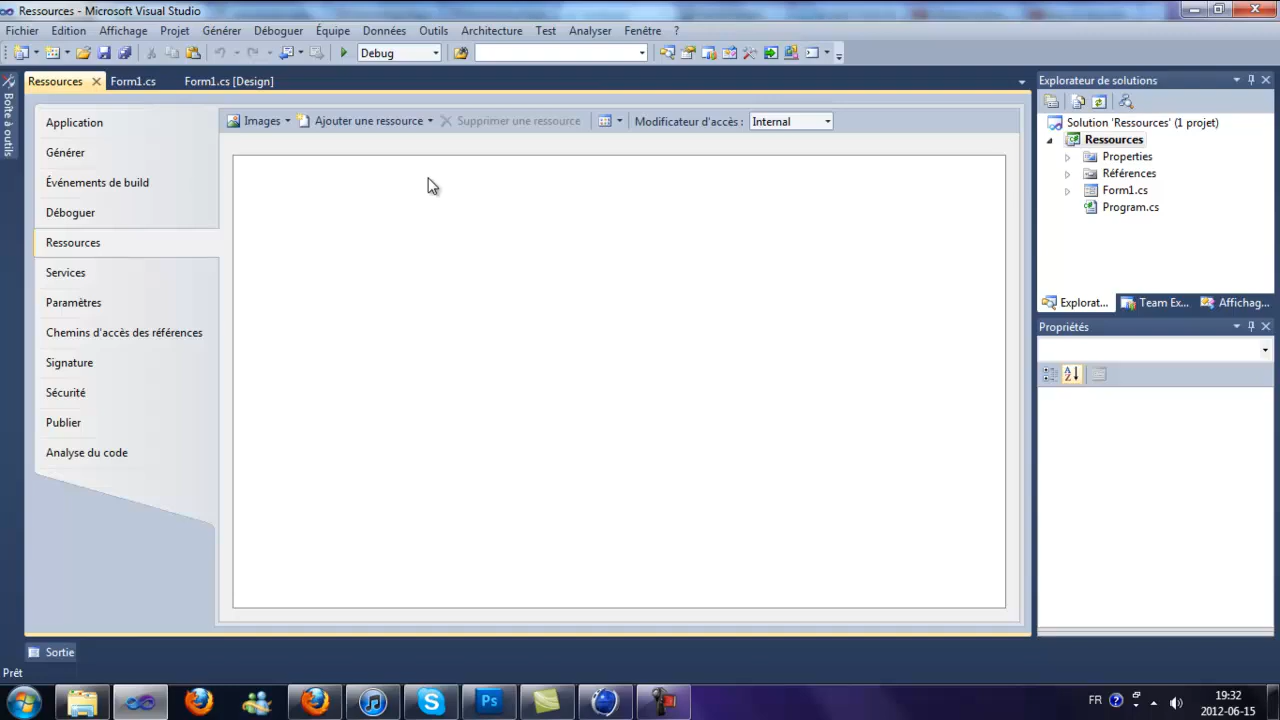 Ressources - Microsoft Visual Studio
Fichier Edition Affichage Projet Générer Déboguer Équipe Données Outils Architecture Test Analyser Fenêtre ?
Debug
Ressources Form1.cs Form1.cs [Design]
Boîte à outils
Application
Générer
Événements de build
Déboguer
Ressources
Services
Paramètres
Chemins d'accès des références
Signature
Sécurité
Publier
Analyse du code
Images Ajouter une ressource Supprimer une ressource Modificateur d'accès : Internal
Explorateur de solutions
Solution 'Ressources' (1 projet)
Ressources
Properties
Références
Form1.cs
Program.cs
Explorat... Team Ex... Affichag...
Propriétés
A
Z
Sortie
Prêt
S Ps
FR ?
19:32
2012-06-15